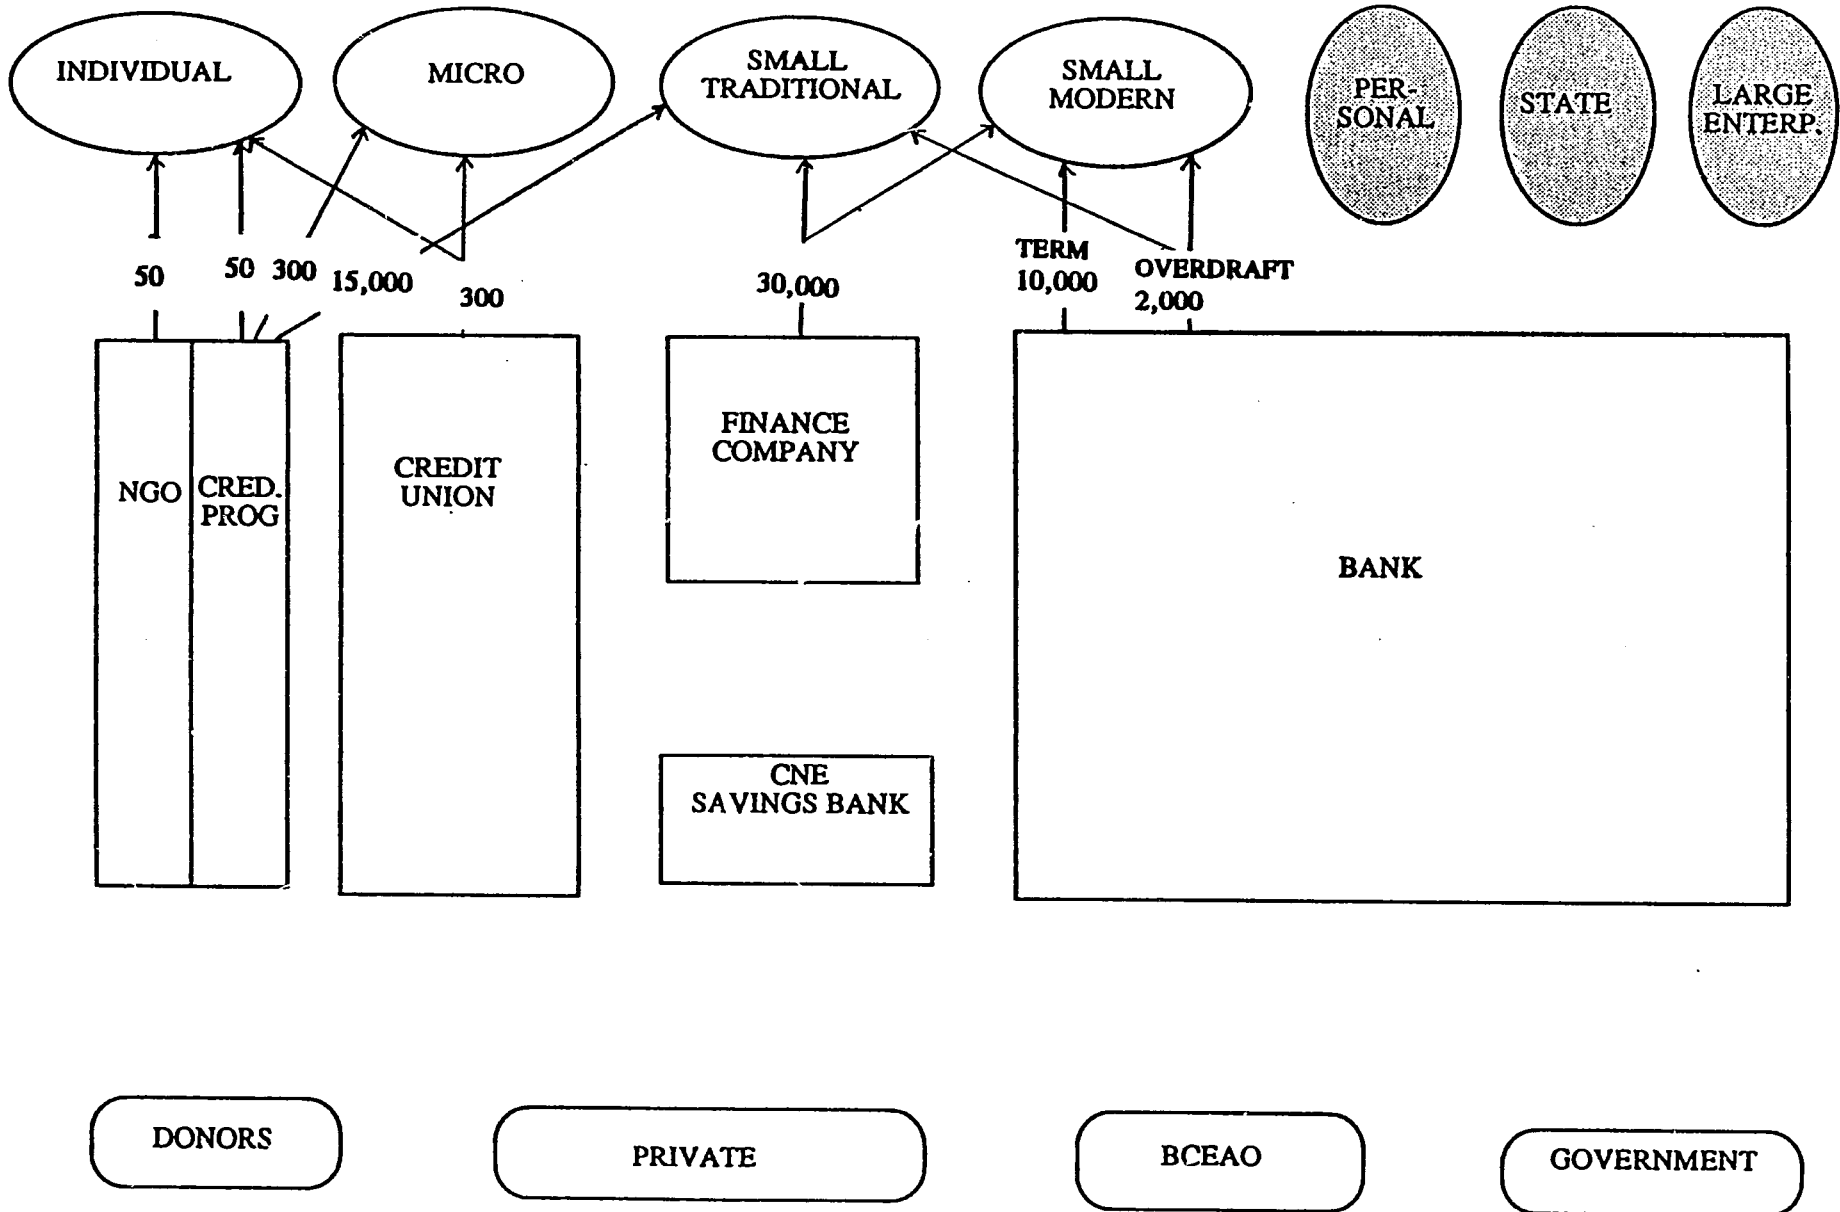 INDIVIDUAL
MICRO
SMALL
TRADITIONAL
SMALL
MODERN
PER-
SONAL
STATE
LARGE
ENTERP.
50
50
300
15,000
300
30,000
TERM
10,000
OVERDRAFT
2,000
NGO
CRED.
PROG
CREDIT
UNION
FINANCE
COMPANY
CNE
SAVINGS BANK
BANK
DONORS
PRIVATE
BCEAO
GOVERNMENT